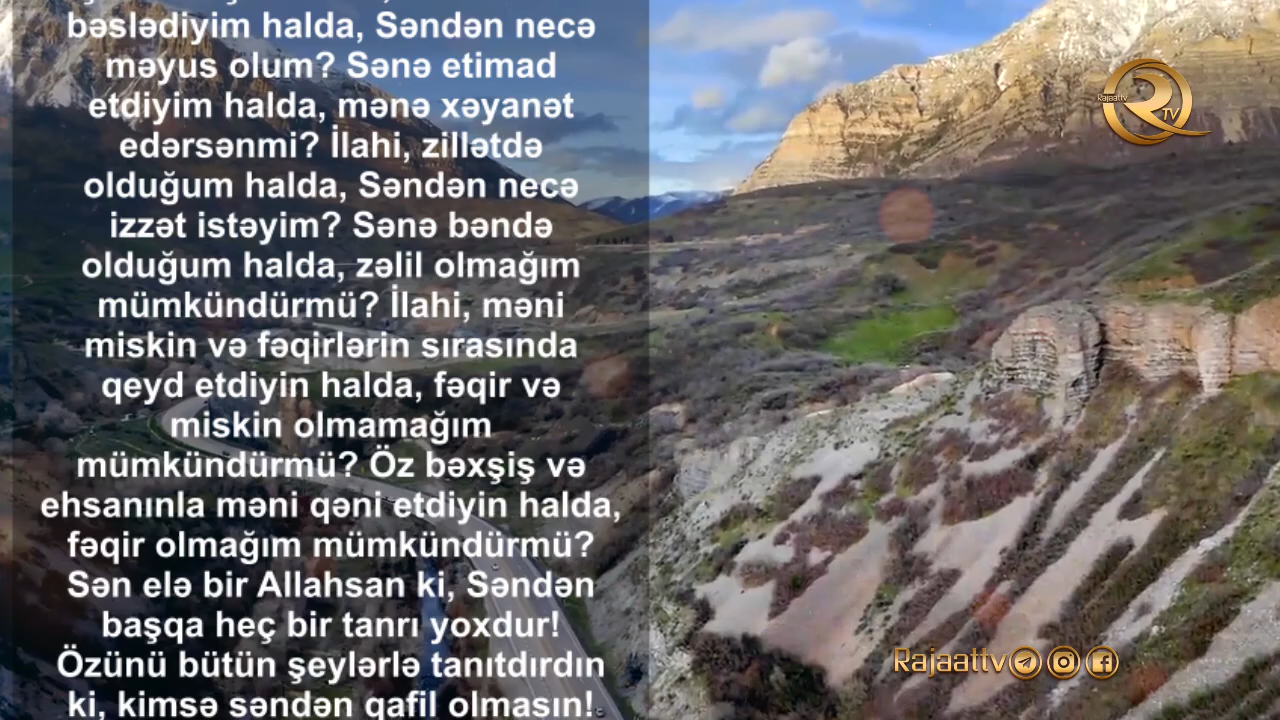 bəslədiyim halda, Səndən necə
məyus olum? Sənə etimad
etdiyim halda, mənə xəyanət
edərsənmi? İlahi, zillətdə
olduğum halda, Səndən necə
izzət istəyim? Sənə bəndə
olduğum halda, zəlil olmağım
mümkündürmü? İlahi, məni
miskin və fəqirlərin sırasında
qeyd etdiyin halda, fəqir və
miskin olmamağım
mümkündürmü? Öz bəxşiş və
ehsanınla məni qəni etdiyin halda,
fəqir olmağım mümkündürmü?
Sən elə bir Allahsan ki, Səndən
başqa heç bir tanrı yoxdur!
Özünü bütün şeylərlə tanıtdırdın
ki, kimsə səndən qafil olmasın!
Rajaattv
R TV
Rajaattv